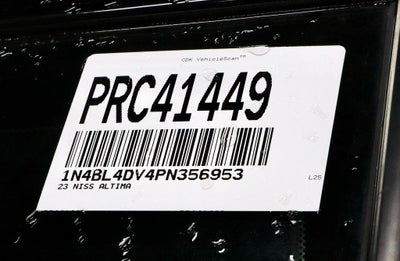 CDK VehicleScan™
PRC41449
1N4BL4DV4PN356953
23 NISS ALTIMA
L25